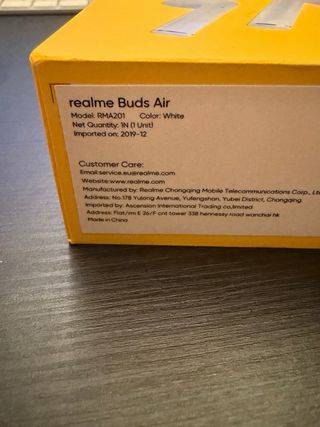 realme Buds Air
Model: RMA201 Color: White
Net Quantity: 1N (1 Unit)
Imported on: 2019-12
Customer Care:
Email:service.eu@realme.com
Website:www.realme.com
Manufactured by: Realme Chongqing Mobile Telecommunications Corp., Ltd
Address: No.178 Yulong Avenue, Yufengshan, Yubei District, Chongqing.
Imported by: Ascension International Trading co,limited
Address: Flat/rm E 26/F cnt tower 338 hennessy road wanchai hk
Made in China